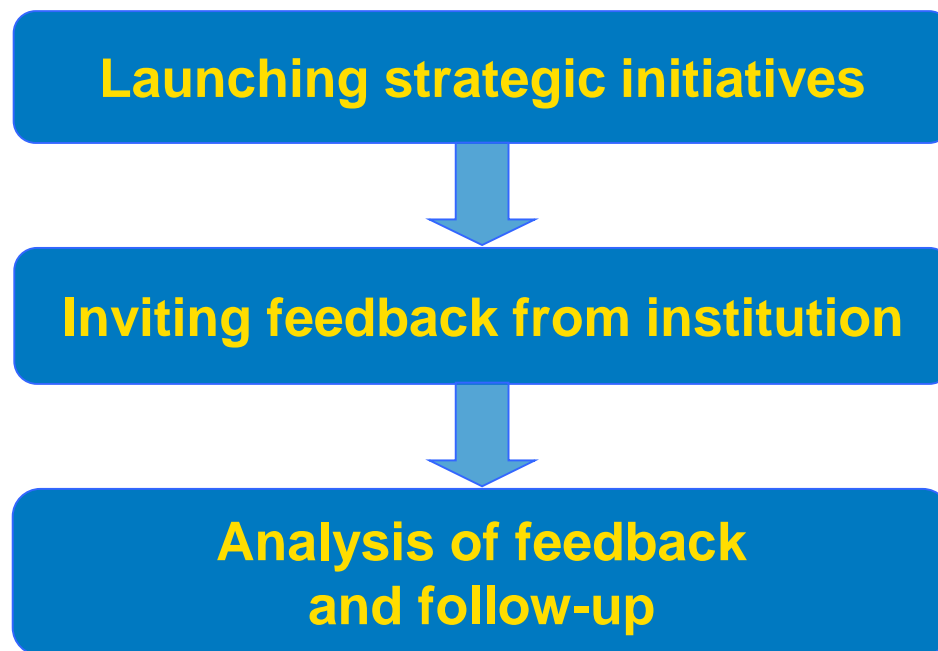 Launching strategic initiatives
Inviting feedback from institution
Analysis of feedback
and follow-up